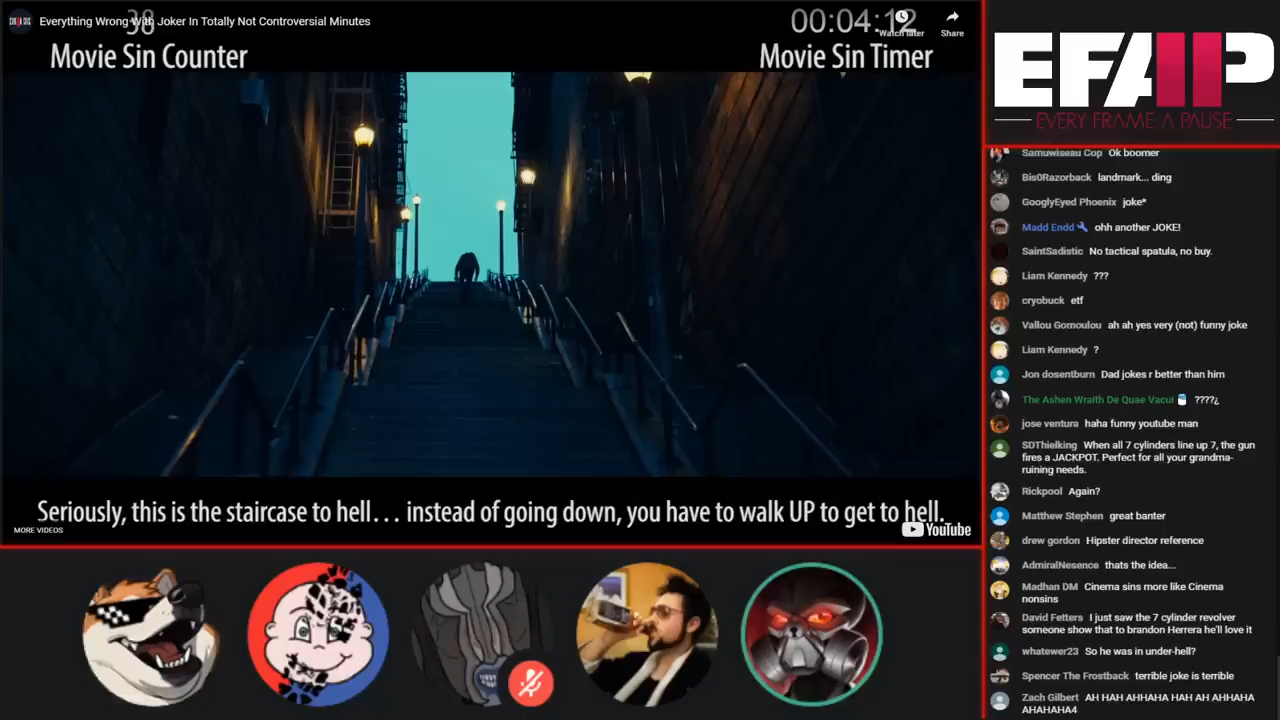 Everything Wrong With Joker In Totally Not Controversial Minutes
38
Movie Sin Counter
00:04:12
Movie Sin Timer
Watch later
Share
Seriously, this is the staircase to hell… instead of going down, you have to walk UP to get to hell.
MORE VIDEOS
YouTube
EFAP
EVERY FRAME A PAUSE
Samuwiseau Cop Ok boomer
Bis0Razorback landmark... ding
GooglyEyed Phoenix joke*
Madd Endd ohh another JOKE!
SaintSadistic No tactical spatula, no buy.
Liam Kennedy ???
cryobuck etf
Vallou Gomoulou ah ah yes very (not) funny joke
Liam Kennedy ?
Jon dosentburn Dad jokes r better than him
The Ashen Wraith De Quae Vacui ????¿
jose ventura haha funny youtube man
SDThielking When all 7 cylinders line up 7, the gun
fires a JACKPOT. Perfect for all your grandma-
ruining needs.
Rickpool Again?
Matthew Stephen great banter
drew gordon Hipster director reference
AdmiralNesence thats the idea...
Madhan DM Cinema sins more like Cinema
nonsins
David Fetters I just saw the 7 cylinder revolver
someone show that to brandon Herrera he'll love it
whatewer23 So he was in under-hell?
Spencer The Frostback terrible joke is terrible
Zach Gilbert AH HAH AHHAHA HAH AH AHHAHA
AHAHAHA4